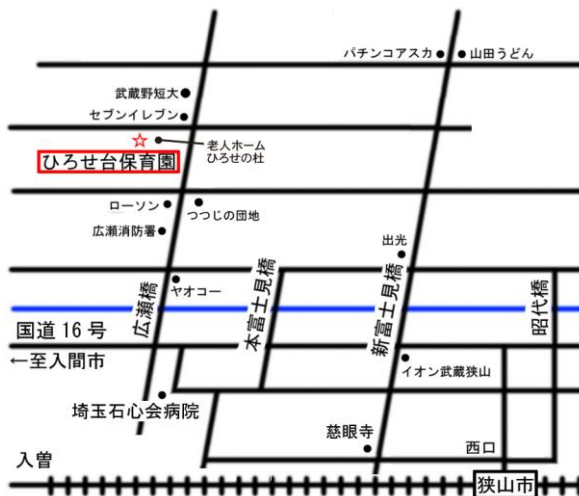 パチンコアスカ
山田うどん
武蔵野短大
セブンイレブン
老人ホーム
ひろせの杜
ひろせ台保育園
ローソン
つつじの団地
広瀬消防署
出光
ヤオコー
広瀬橋
本富士見橋
新富士見橋
昭代橋
国道16号
←至入間市
イオン武蔵狭山
埼玉石心会病院
慈眼寺
西口
入曽
狭山市